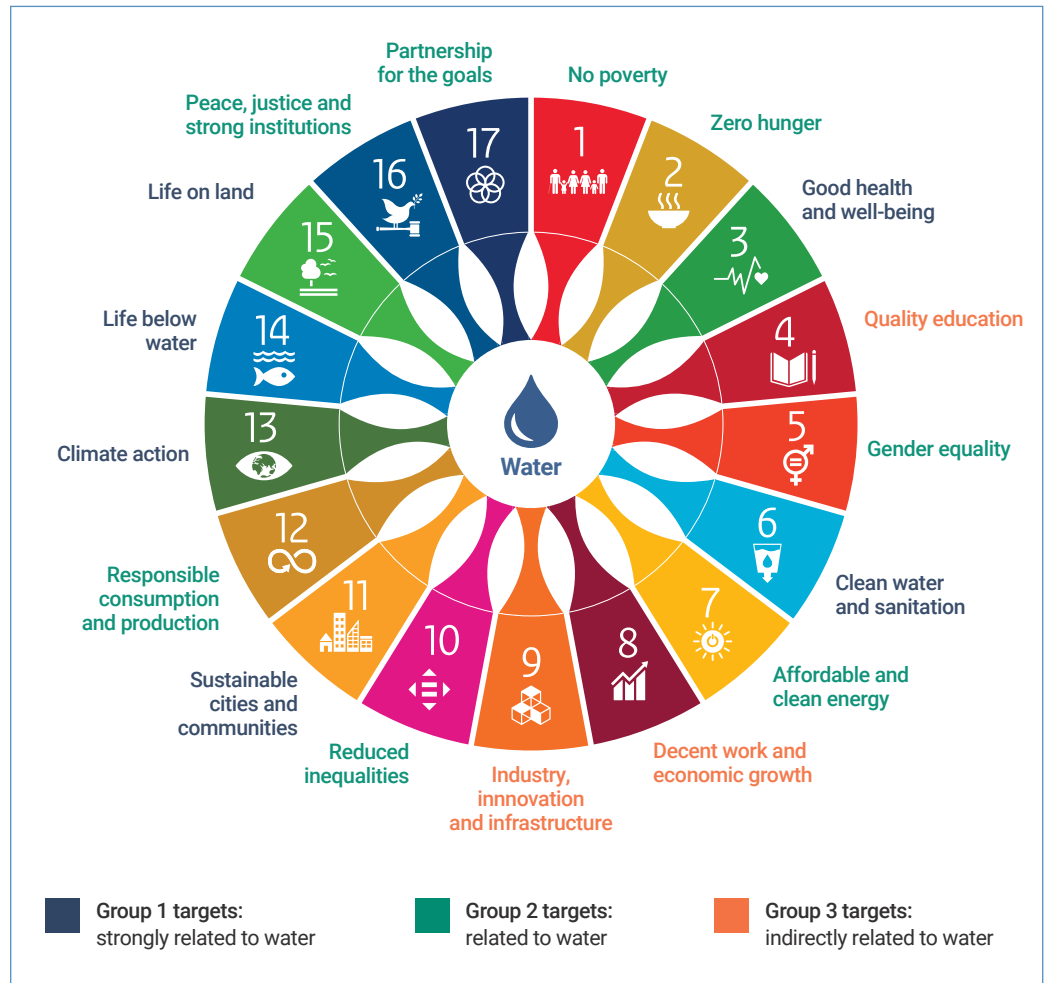 Partnership
for the goals
No poverty
Peace, justice and
strong institutions
Zero hunger
Life on land
Good health
and well-being
Life below
water
Quality education
Climate action
Gender equality
Responsible
consumption
and production
Clean water
and sanitation
Sustainable
cities and
communities
Affordable and
clean energy
Reduced
inequalities
Industry,
innnovation
and infrastructure
Decent work and
economic growth
1
2
3
4
5
6
7
8
9
10
11
12
13
14
15
16
17
Water
Group 1 targets:
strongly related to water
Group 2 targets:
related to water
Group 3 targets:
indirectly related to water